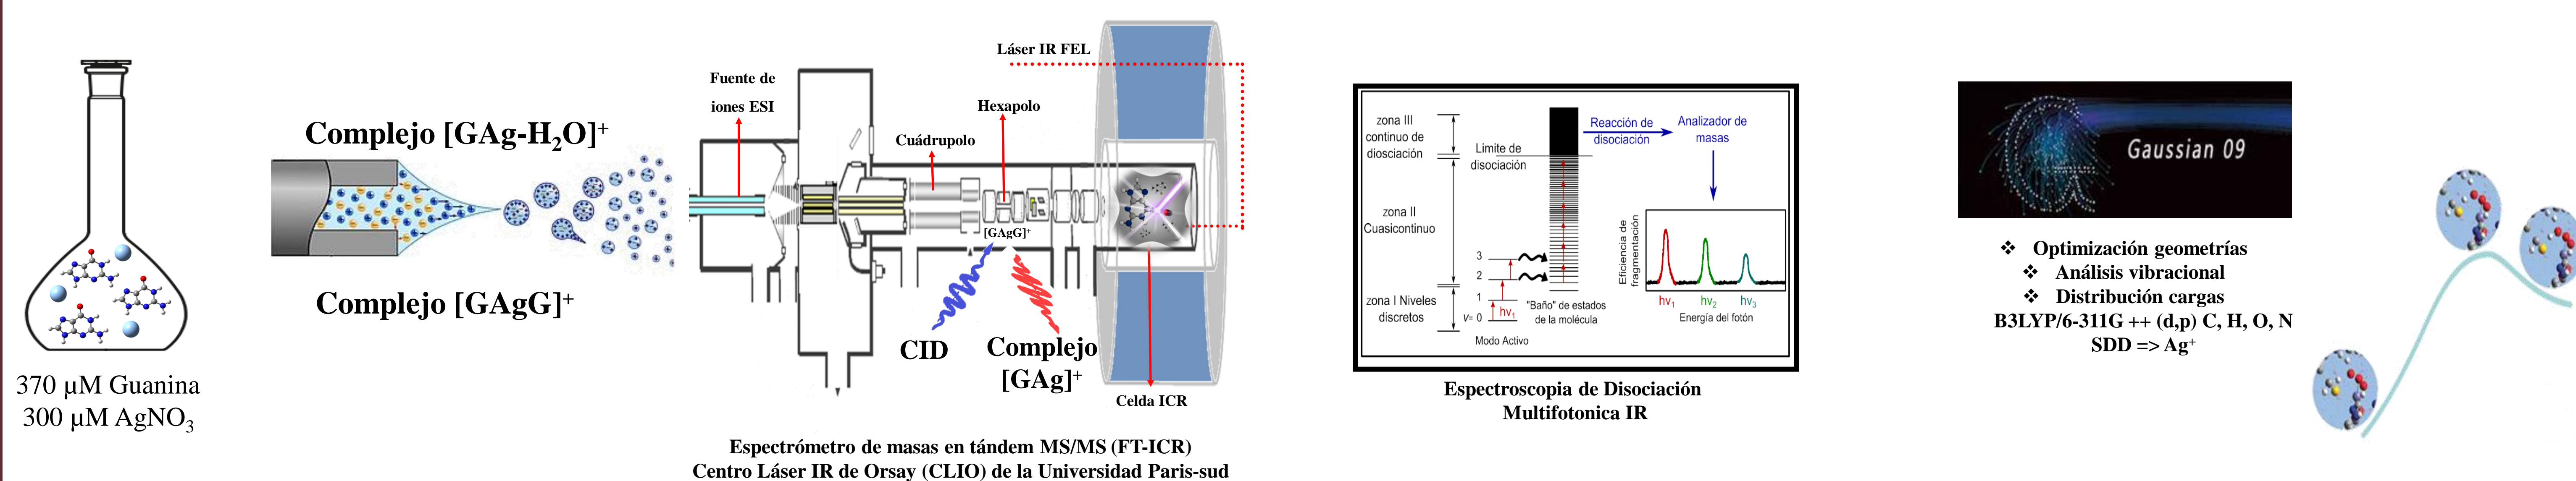 370 µM Guanina
300 µM AgNO₃
Complejo [GAg-H₂O]⁺
Complejo [GAgG]⁺
Fuente de
iones ESI
Cuádrupolo
Hexapolo
Láser IR FEL
[GAgG]⁺
CID
Complejo
[GAg]⁺
Celda ICR
Espectrómetro de masas en tándem MS/MS (FT-ICR)
Centro Láser IR de Orsay (CLIO) de la Universidad Paris-sud
zona III
continuo de
diosciación
Limite de
disociación
Reacción de
disociación
Analizador de
masas
zona II
Cuasicontinuo
3
2
1
v= 0
hν₁
zona I Niveles
discretos
"Baño" de estados
de la molécula
Modo Activo
Eficiencia de
fragmentación
hν₁ hν₂ hν₃
Energía del fotón
Espectroscopia de Disociación
Multifotonica IR
Gaussian 09
❖ Optimización geometrías
❖ Análisis vibracional
❖ Distribución cargas
B3LYP/6-311G ++ (d,p) C, H, O, N
SDD => Ag⁺